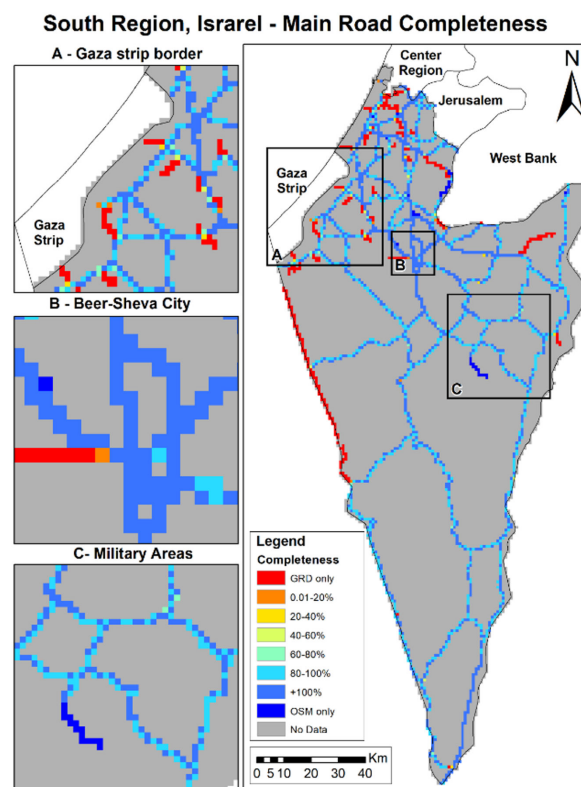 South Region, Israrel - Main Road Completeness
A - Gaza strip border
Gaza
Strip
B - Beer-Sheva City
C- Military Areas
Center
Region
Jerusalem
N
West Bank
Gaza
Strip
A
B
C
Legend
Completeness
GRD only
0.01-20%
20-40%
40-60%
60-80%
80-100%
+100%
OSM only
No Data
Km
0 5 10 20 30 40